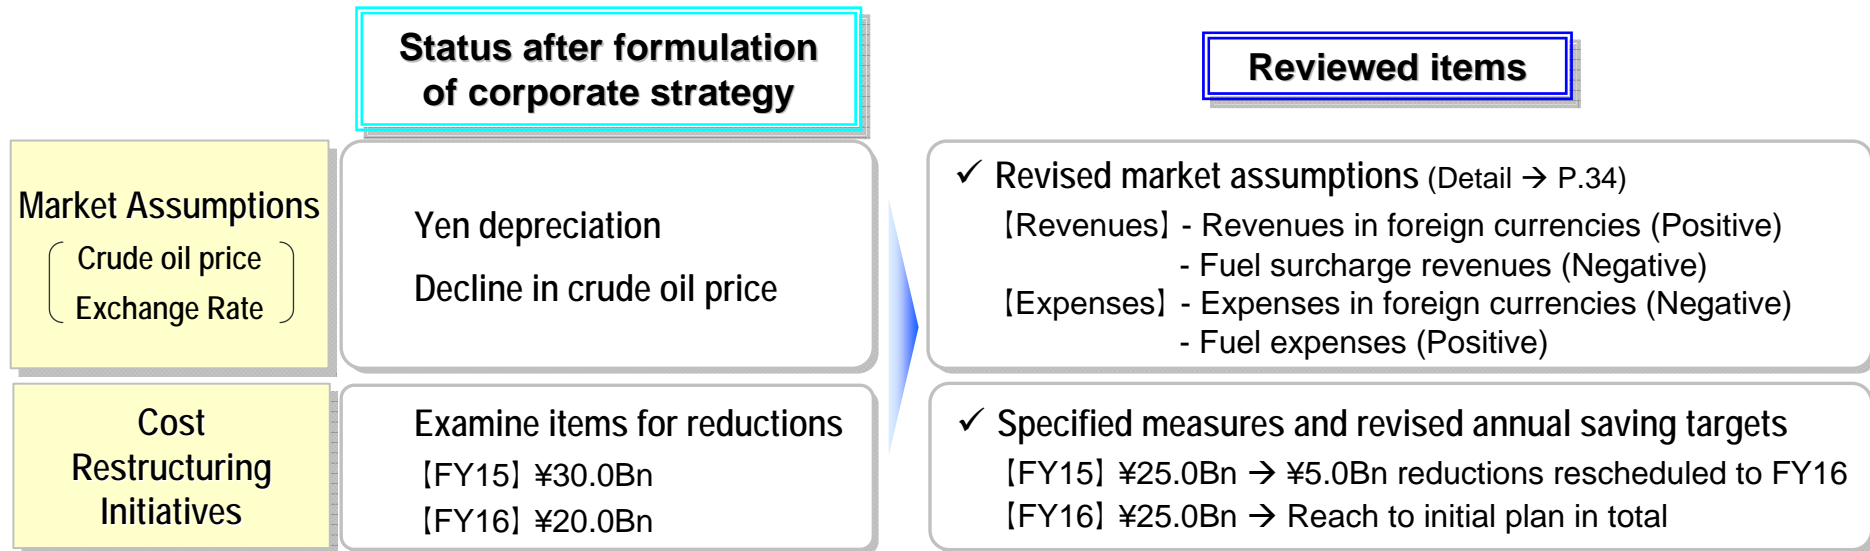 Status after formulation
of corporate strategy
Reviewed items
Market Assumptions
Crude oil price
Exchange Rate
Yen depreciation
Decline in crude oil price
✓ Revised market assumptions (Detail → P.34)
【Revenues】 - Revenues in foreign currencies (Positive)
- Fuel surcharge revenues (Negative)
【Expenses】 - Expenses in foreign currencies (Negative)
- Fuel expenses (Positive)
Cost
Restructuring
Initiatives
Examine items for reductions
【FY15】 ¥30.0Bn
【FY16】 ¥20.0Bn
✓ Specified measures and revised annual saving targets
【FY15】 ¥25.0Bn → ¥5.0Bn reductions rescheduled to FY16
【FY16】 ¥25.0Bn → Reach to initial plan in total